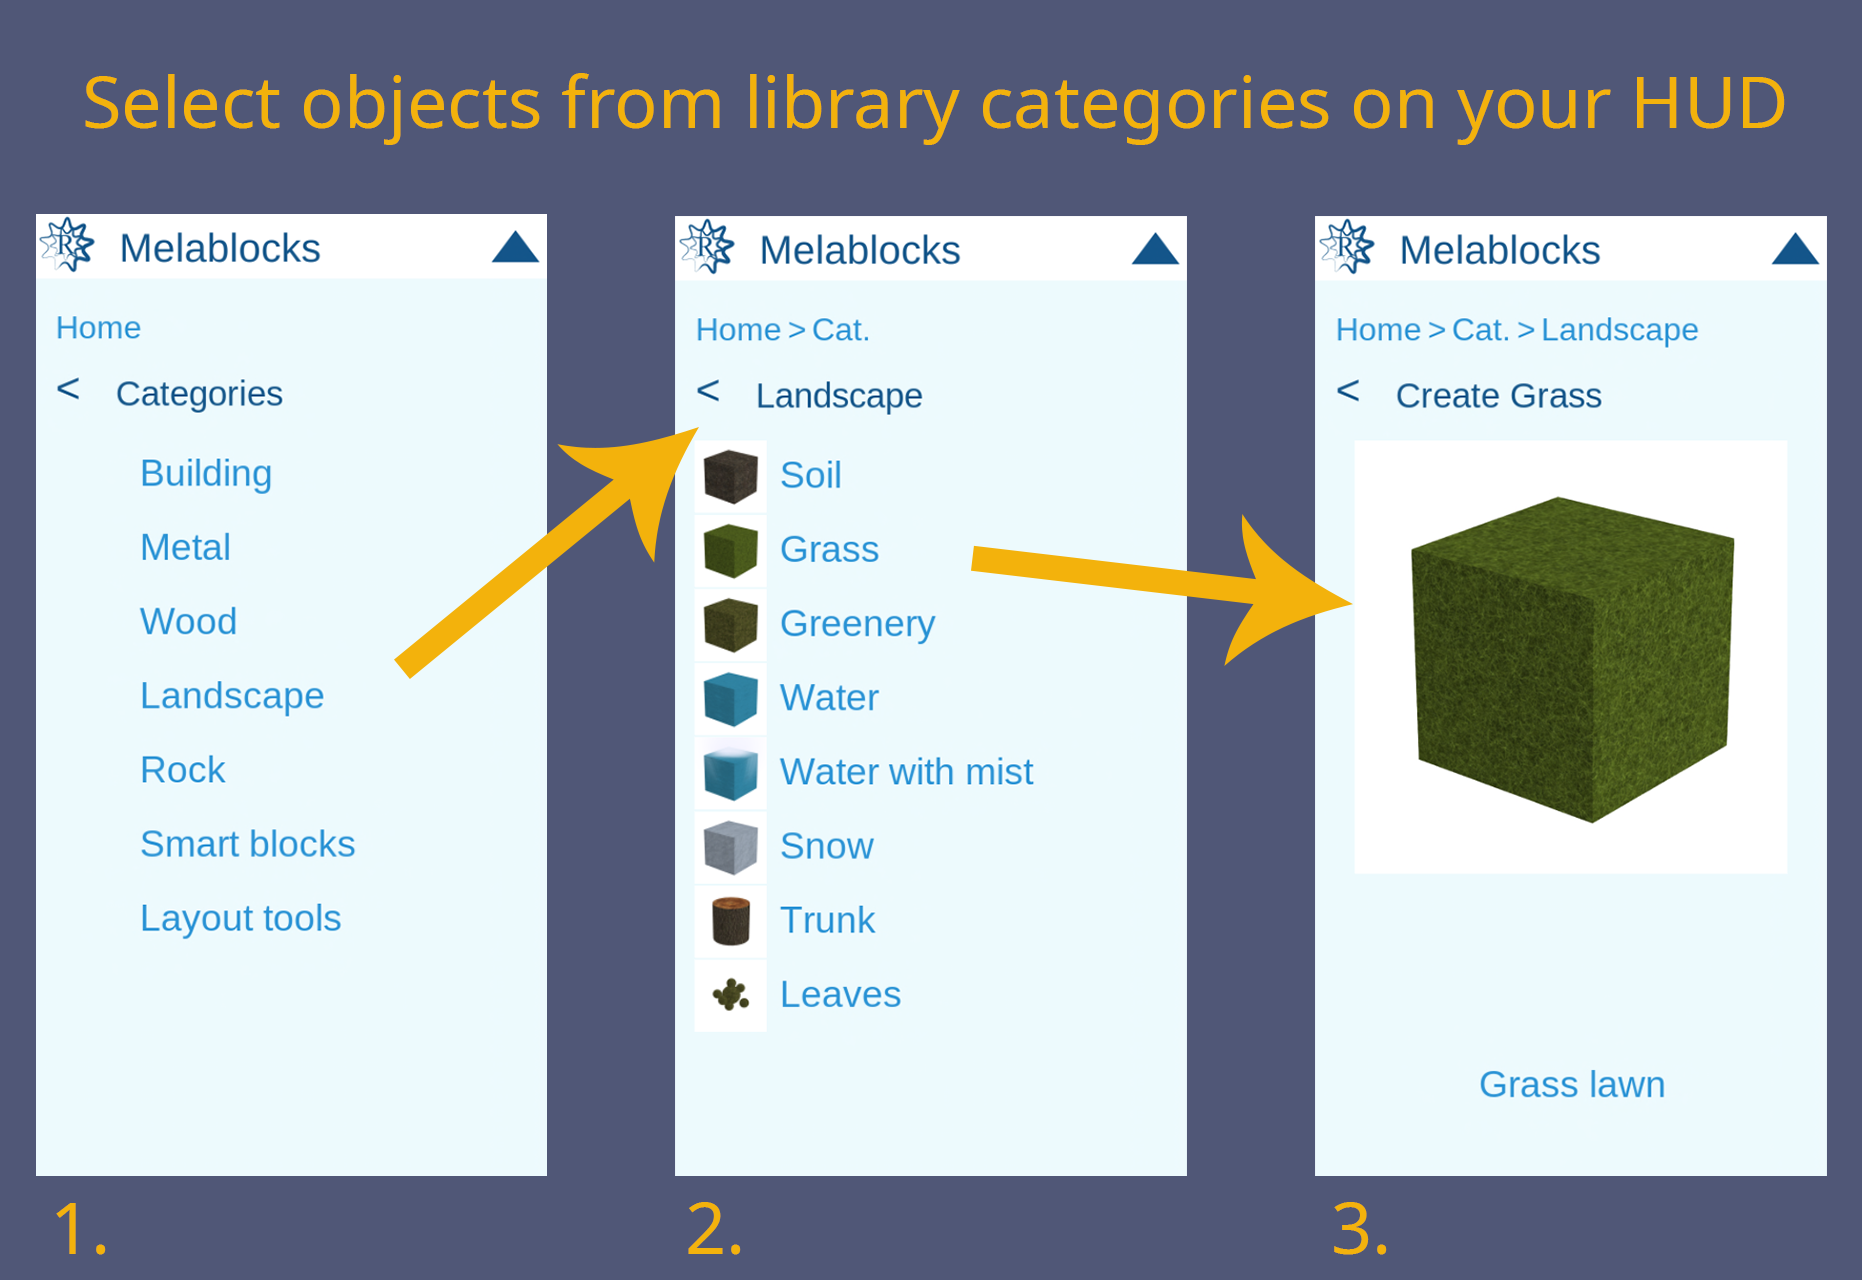 Select objects from library categories on your HUD
R
Melablocks
Home
< Categories
Building
Metal
Wood
Landscape
Rock
Smart blocks
Layout tools
1.
R
Melablocks
Home > Cat.
< Landscape
Soil
Grass
Greenery
Water
Water with mist
Snow
Trunk
Leaves
2.
R
Melablocks
Home > Cat. > Landscape
< Create Grass
Grass lawn
3.